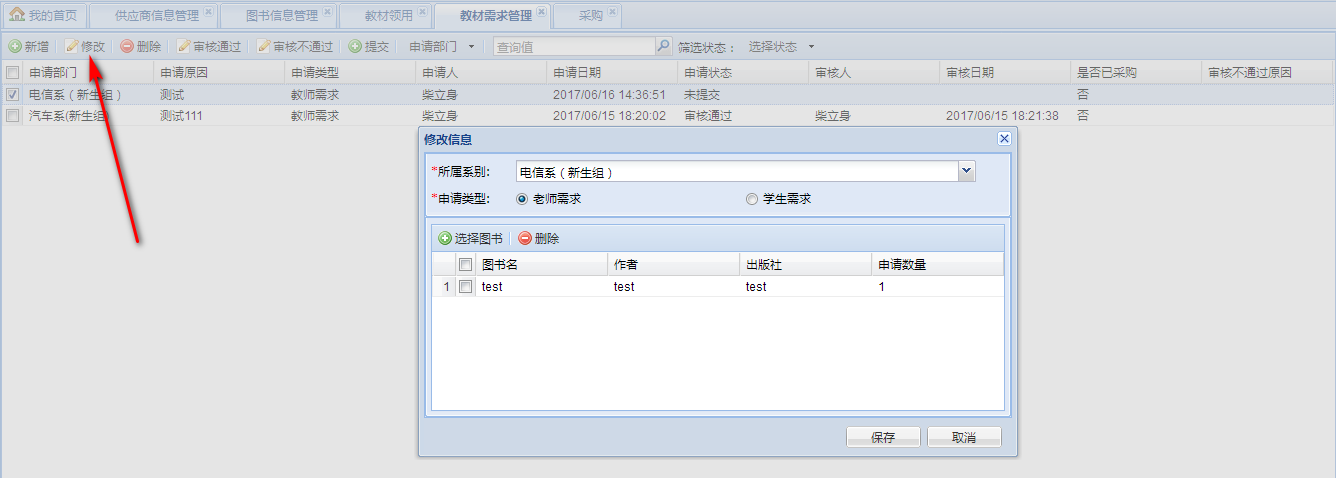 我的首页 供应商信息管理 图书信息管理 教材领用 教材需求管理 采购
新增 修改 删除 审核通过 审核不通过 提交 申请部门 查询值 筛选状态： 选择状态
申请部门 申请原因 申请类型 申请人 申请日期 申请状态 审核人 审核日期 是否已采购 审核不通过原因
电信系（新生组） 测试 教师需求 柴立身 2017/06/16 14:36:51 未提交 否
汽车系(新生组) 测试111 教师需求 柴立身 2017/06/15 18:20:02 审核通过 柴立身 2017/06/15 18:21:38 否
修改信息
*所属系别: 电信系（新生组）
*申请类型: 老师需求 学生需求
选择图书 删除
图书名 作者 出版社 申请数量
1 test test test 1
保存 取消